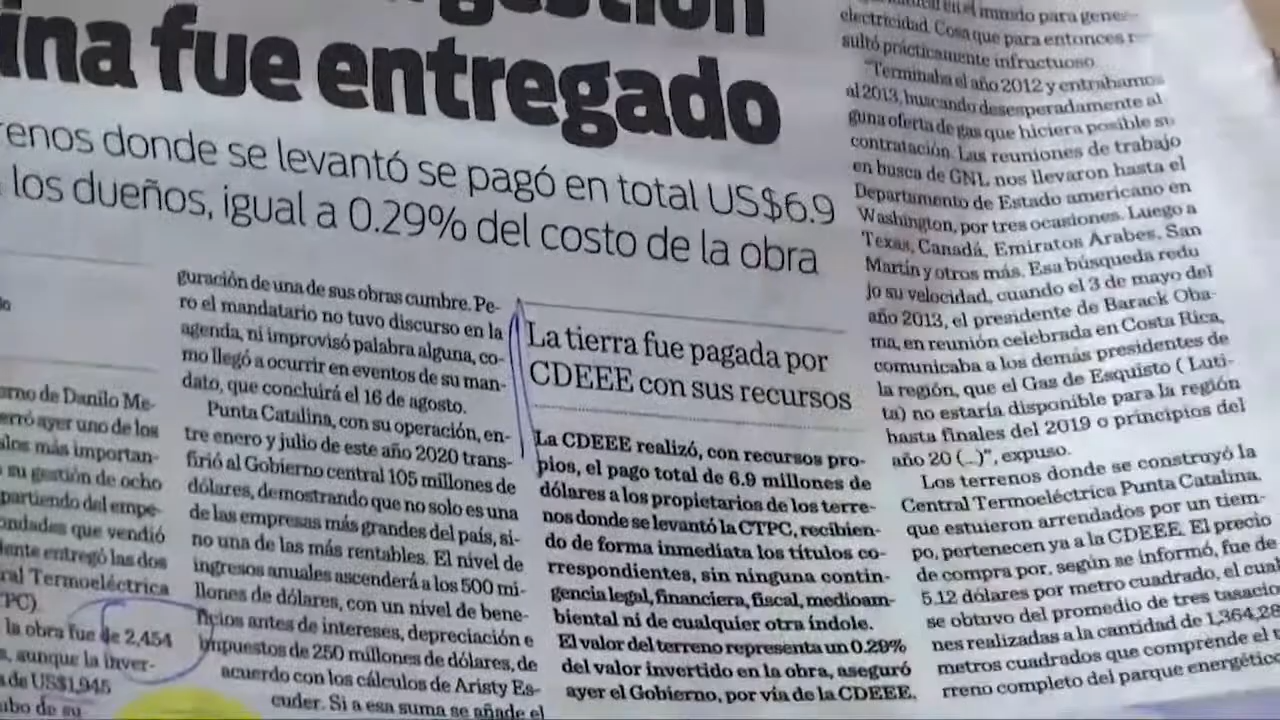 gestión
ina fue entregado
renos donde se levantó se pagó en total US$6.9
los dueños, igual a 0.29% del costo de la obra
rno de Danilo Me-
erró ayer uno de los
los más importan-
su gestión de ocho
partiendo del empe-
ondades que vendió
dente entregó las dos
ral Termoeléctrica
PC).
la obra fue de 2,454
s, aunque la inver-
a de US$1,945
abo de su
guración de una de sus obras cumbre. Pe-
ro el mandatario no tuvo discurso en la
agenda, ni improvisó palabra alguna, co-
mo llegó a ocurrir en eventos de su man-
dato, que concluirá el 16 de agosto.
Punta Catalina, con su operación, en-
tre enero y julio de este año 2020 trans-
firió al Gobierno central 105 millones de
dólares, demostrando que no solo es una
de las empresas más grandes del país, si-
no una de las más rentables. El nivel de
ingresos anuales ascenderá a los 500 mi-
llones de dólares, con un nivel de bene-
ficios antes de intereses, depreciación e
impuestos de 250 millones de dólares, de
acuerdo con los cálculos de Aristy Es-
cuder. Si a esa suma se añade el
La tierra fue pagada por
CDEEE con sus recursos
La CDEEE realizó, con recursos pro-
pios, el pago total de 6.9 millones de
dólares a los propietarios de los terre-
nos donde se levantó la CTPC, recibien-
do de forma inmediata los títulos co-
rrespondientes, sin ninguna contin-
gencia legal, financiera, fiscal, medioam-
biental ni de cualquier otra índole.
El valor del terreno representa un 0.29%
del valor invertido en la obra, aseguró
ayer el Gobierno, por vía de la CDEEE.
en el mundo para gene-
electricidad. Cosa que para entonces r
sultó prácticamente infructuoso.
"Terminaba el año 2012 y entrábamos
al 2013, buscando desesperadamente al
guna oferta de gas que hiciera posible su
contratación. Las reuniones de trabajo
en busca de GNL nos llevaron hasta el
Departamento de Estado americano en
Washington, por tres ocasiones. Luego a
Texas, Canadá, Emiratos Arabes, San
Martín y otros más. Esa búsqueda redu
jo su velocidad, cuando el 3 de mayo del
año 2013, el presidente de Barack Oba-
ma, en reunión celebrada en Costa Rica,
comunicaba a los demás presidentes de
la región, que el Gas de Esquisto ( Luti-
ta) no estaría disponible para la región
hasta finales del 2019 o principios del
año 20 (...)", expuso.
Los terrenos donde se construyó la
Central Termoeléctrica Punta Catalina,
que estuieron arrendados por un tiem-
po, pertenecen ya a la CDEEE. El precio
de compra por, según se informó, fue de
5.12 dólares por metro cuadrado, el cual
se obtuvo del promedio de tres tasacio
nes realizadas a la cantidad de 1,364,28
metros cuadrados que comprende el
rreno completo del parque energétic